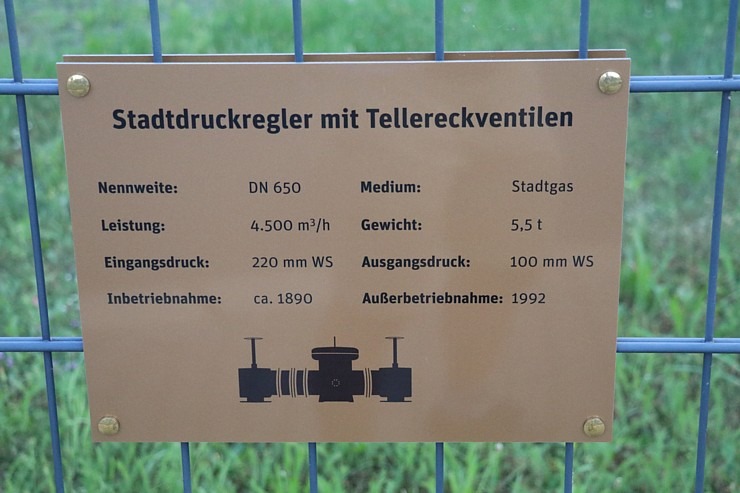 Stadtdruckregler mit Tellereckventilen
Nennweite: DN 650 Medium: Stadtgas
Leistung: 4.500 m³/h Gewicht: 5,5 t
Eingangsdruck: 220 mm WS Ausgangsdruck: 100 mm WS
Inbetriebnahme: ca. 1890 Außerbetriebnahme: 1992